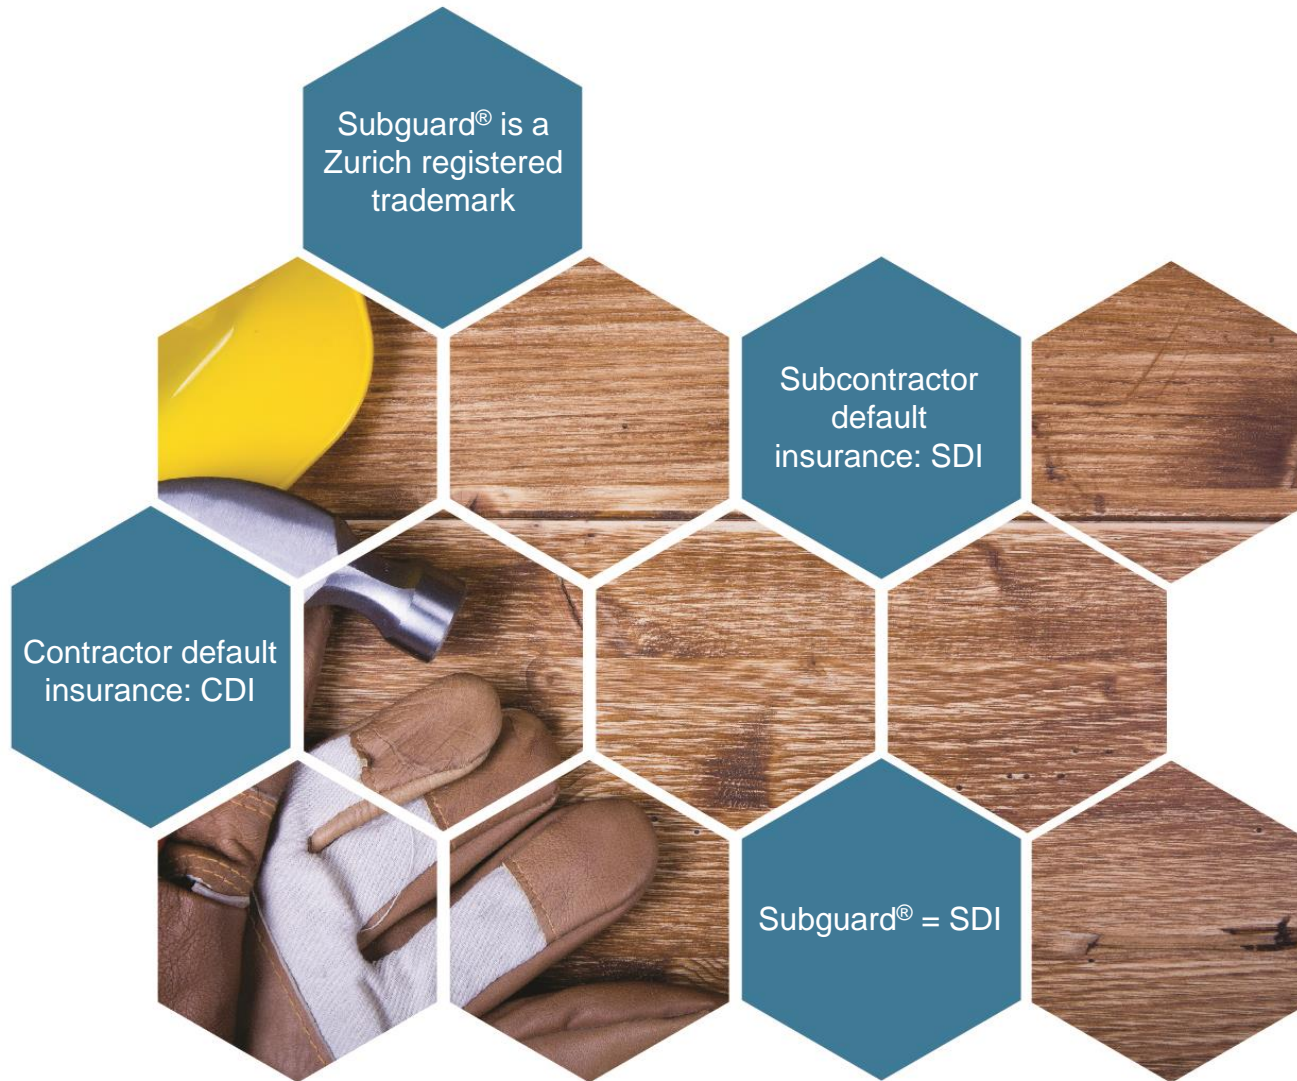 Subguard® is a
Zurich registered
trademark
Subcontractor
default
insurance: SDI
Contractor default
insurance: CDI
Subguard® = SDI